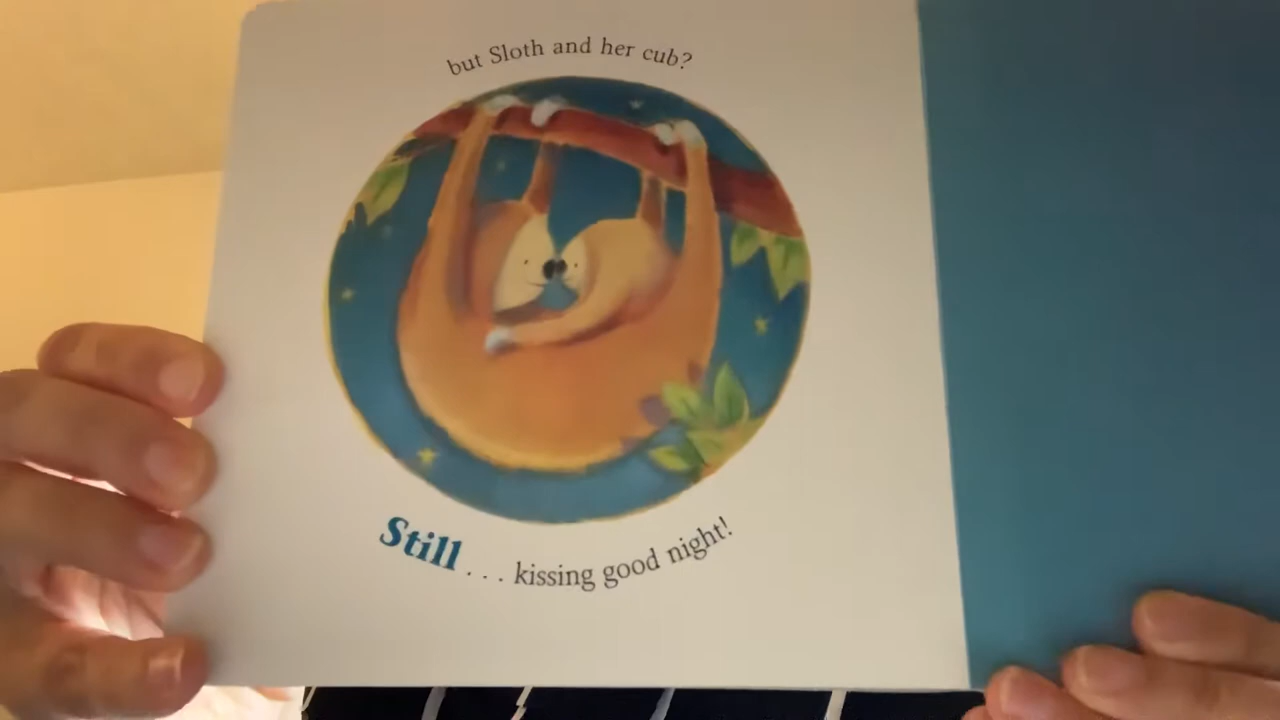 but Sloth and her cub?
Still . . . kissing good night!